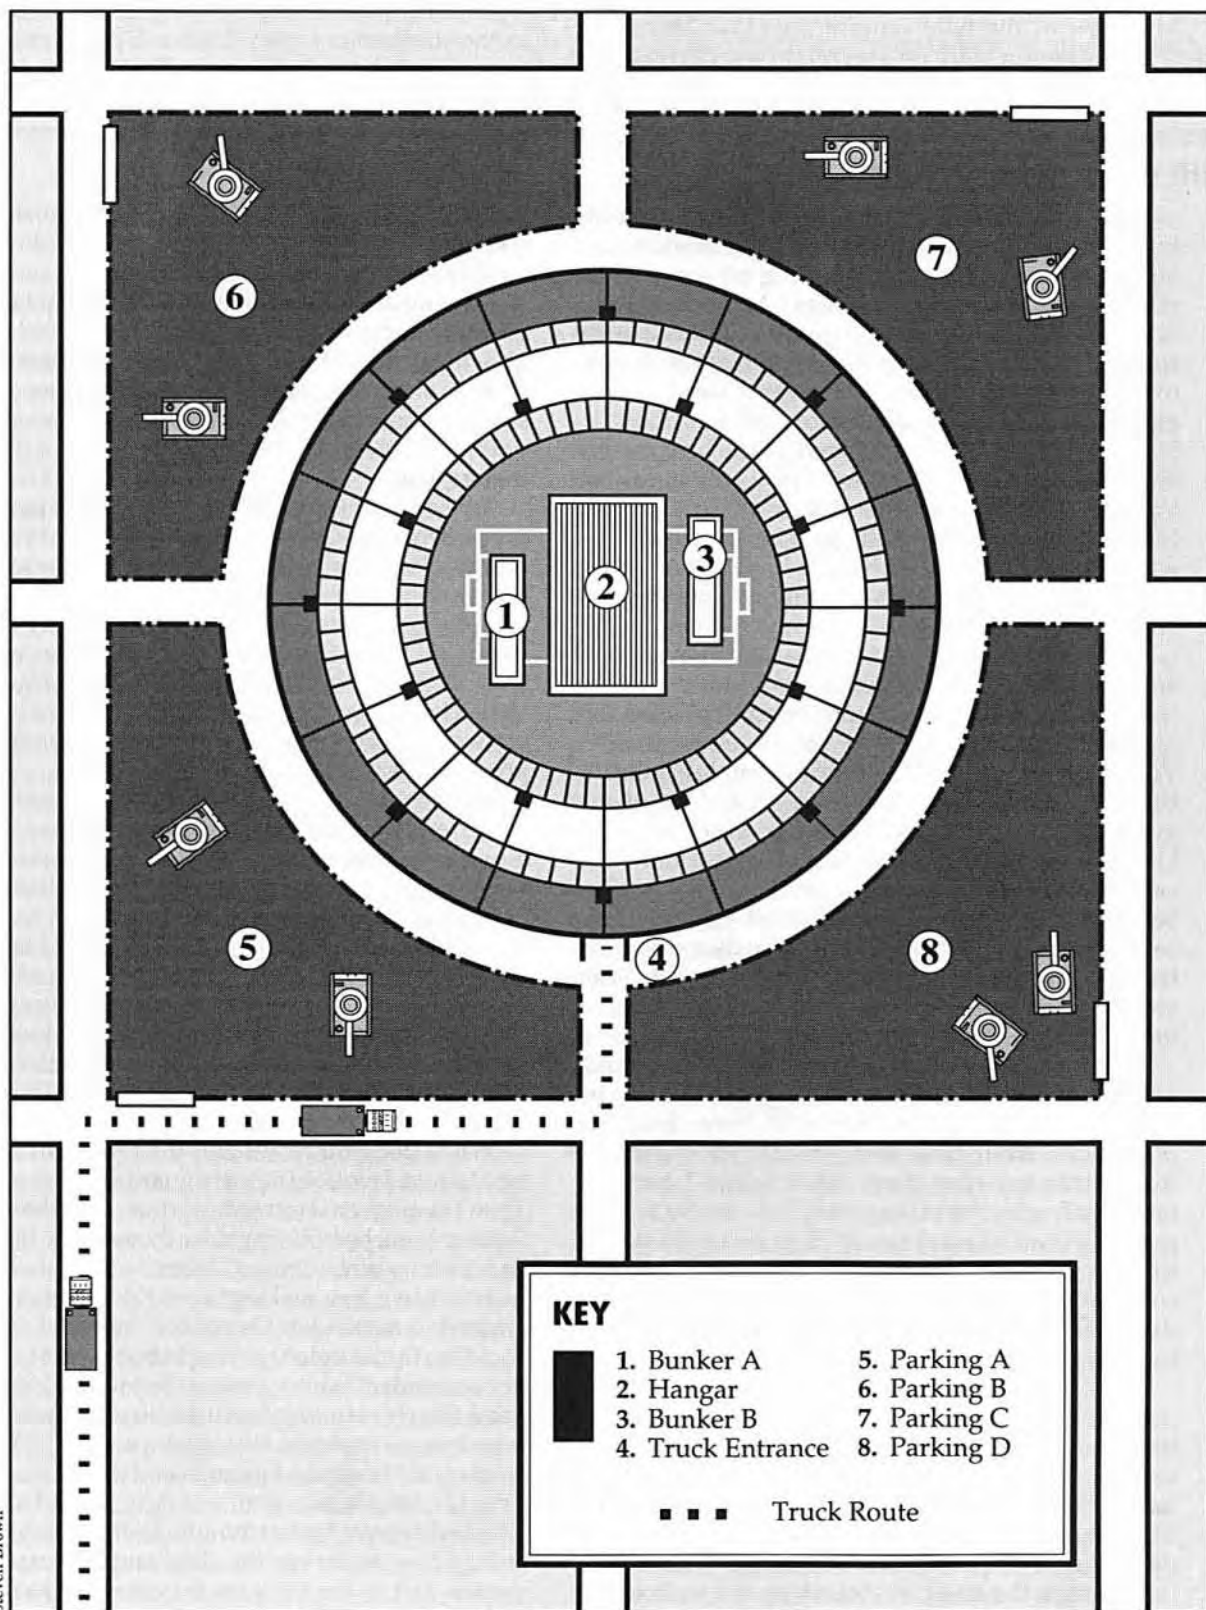 6
7
1
2
3
5
4
8
KEY
1. Bunker A
2. Hangar
3. Bunker B
4. Truck Entrance
5. Parking A
6. Parking B
7. Parking C
8. Parking D
Truck Route